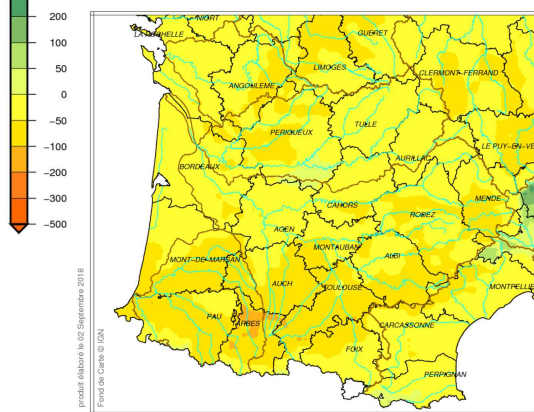 200
100
50
0
−50
−100
−200
−300
−500
NIORT
LA ROCHELLE
GUERET
LIMOGES
CLERMONT-FERRAND
ANGOULEME
TULLE
PERIGUEUX
LE PUY-EN-VE
AURILLAC
BORDEAUX
CAHORS
MENDE
RODEZ
AGEN
MONTAUBAN
ALBI
MONT-DE-MARSAN
AUCH
TOULOUSE
MONTPELLIE
PAU
TARBES
CARCASSONNE
FOIX
PERPIGNAN
produit élaboré le 02 Septembre 2018
Fond de Carte © IGN